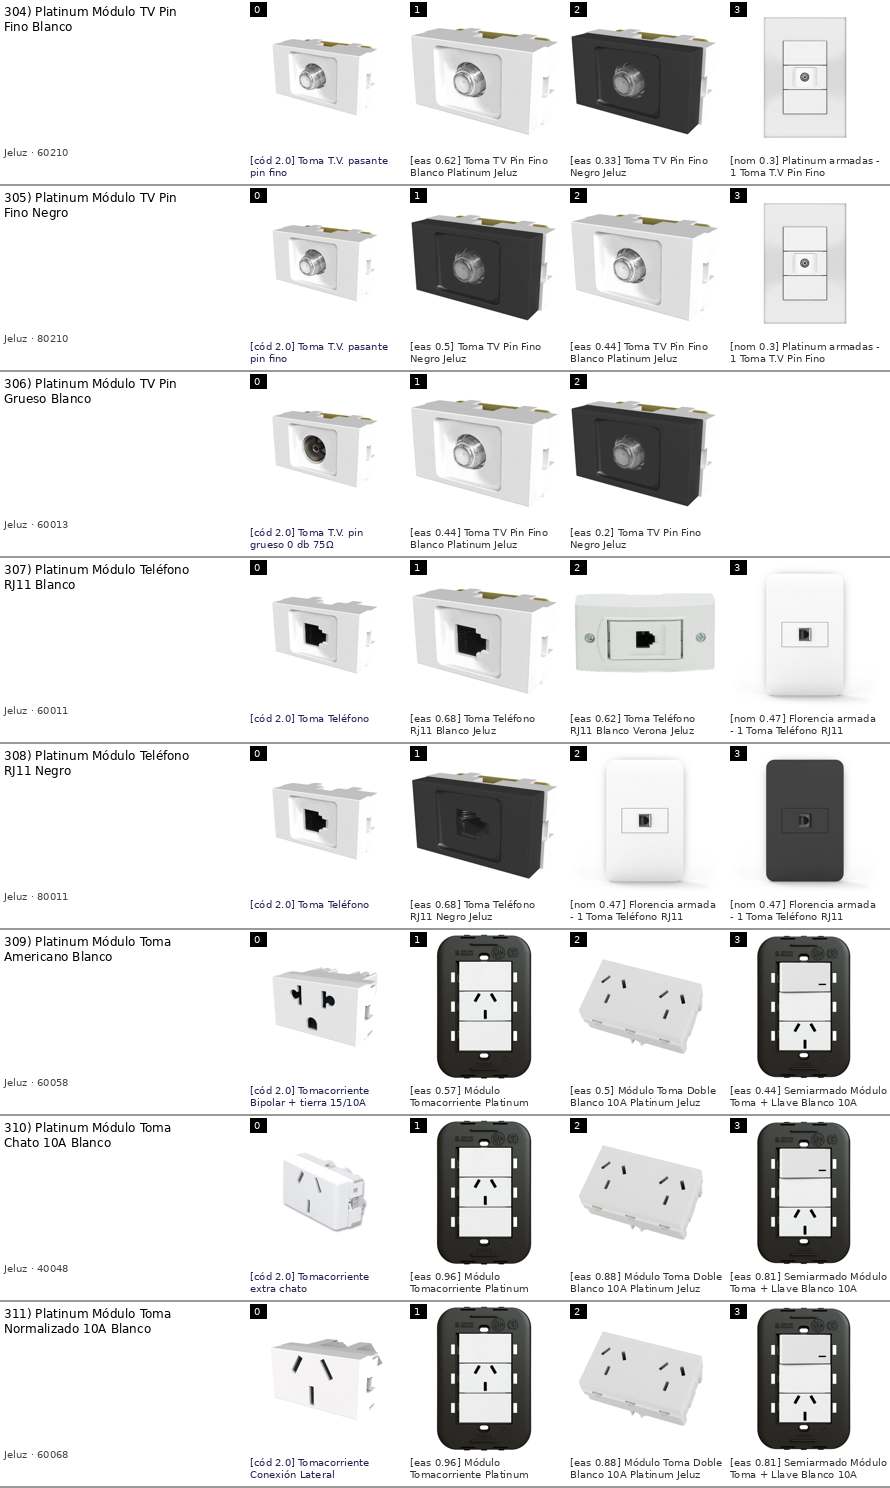 304) Platinum Módulo TV Pin
Fino Blanco
Jeluz · 60210
0
[cód 2.0] Toma T.V. pasante
pin fino
1
[eas 0.62] Toma TV Pin Fino
Blanco Platinum Jeluz
2
[eas 0.33] Toma TV Pin Fino
Negro Jeluz
3
[nom 0.3] Platinum armadas -
1 Toma T.V Pin Fino
305) Platinum Módulo TV Pin
Fino Negro
Jeluz · 80210
0
[cód 2.0] Toma T.V. pasante
pin fino
1
[eas 0.5] Toma TV Pin Fino
Negro Jeluz
2
[eas 0.44] Toma TV Pin Fino
Blanco Platinum Jeluz
3
[nom 0.3] Platinum armadas -
1 Toma T.V Pin Fino
306) Platinum Módulo TV Pin
Grueso Blanco
Jeluz · 60013
0
[cód 2.0] Toma T.V. pin
grueso 0 db 75Ω
1
[eas 0.44] Toma TV Pin Fino
Blanco Platinum Jeluz
2
[eas 0.2] Toma TV Pin Fino
Negro Jeluz
307) Platinum Módulo Teléfono
RJ11 Blanco
Jeluz · 60011
0
[cód 2.0] Toma Teléfono
1
[eas 0.68] Toma Teléfono
Rj11 Blanco Jeluz
2
[eas 0.62] Toma Teléfono
RJ11 Blanco Verona Jeluz
3
[nom 0.47] Florencia armada
- 1 Toma Teléfono RJ11
308) Platinum Módulo Teléfono
RJ11 Negro
Jeluz · 80011
0
[cód 2.0] Toma Teléfono
1
[eas 0.68] Toma Teléfono
RJ11 Negro Jeluz
2
[nom 0.47] Florencia armada
- 1 Toma Teléfono RJ11
3
[nom 0.47] Florencia armada
- 1 Toma Teléfono RJ11
309) Platinum Módulo Toma
Americano Blanco
Jeluz · 60058
0
[cód 2.0] Tomacorriente
Bipolar + tierra 15/10A
1
[eas 0.57] Módulo
Tomacorriente Platinum
2
[eas 0.5] Módulo Toma Doble
Blanco 10A Platinum Jeluz
3
[eas 0.44] Semiarmado Módulo
Toma + Llave Blanco 10A
310) Platinum Módulo Toma
Chato 10A Blanco
Jeluz · 40048
0
[cód 2.0] Tomacorriente
extra chato
1
[eas 0.96] Módulo
Tomacorriente Platinum
2
[eas 0.88] Módulo Toma Doble
Blanco 10A Platinum Jeluz
3
[eas 0.81] Semiarmado Módulo
Toma + Llave Blanco 10A
311) Platinum Módulo Toma
Normalizado 10A Blanco
Jeluz · 60068
0
[cód 2.0] Tomacorriente
Conexión Lateral
1
[eas 0.96] Módulo
Tomacorriente Platinum
2
[eas 0.88] Módulo Toma Doble
Blanco 10A Platinum Jeluz
3
[eas 0.81] Semiarmado Módulo
Toma + Llave Blanco 10A